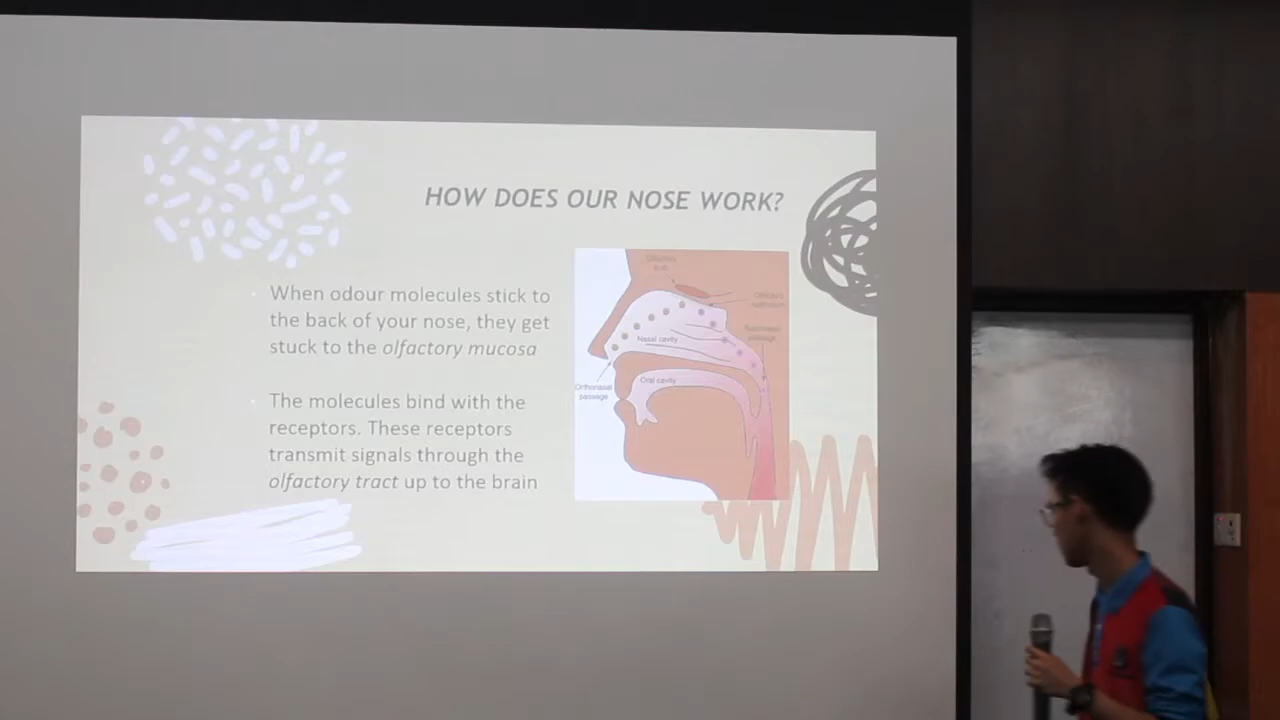 HOW DOES OUR NOSE WORK?
When odour molecules stick to
the back of your nose, they get
stuck to the olfactory mucosa
The molecules bind with the
receptors. These receptors
transmit signals through the
olfactory tract up to the brain
Nasal cavity
Oral cavity
Orthonasal
passage